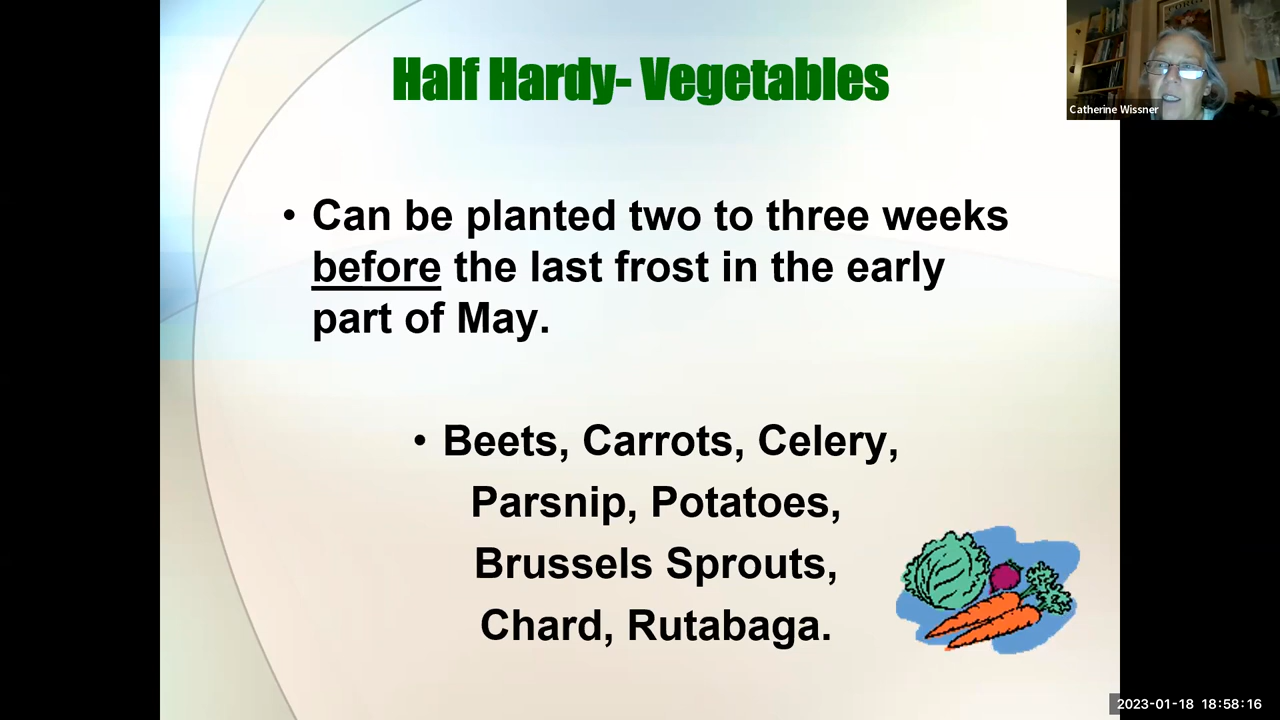 Half Hardy- Vegetables
Catherine Wissner
• Can be planted two to three weeks
before the last frost in the early
part of May.
• Beets, Carrots, Celery,
Parsnip, Potatoes,
Brussels Sprouts,
Chard, Rutabaga.
2023-01-18 18:58:16